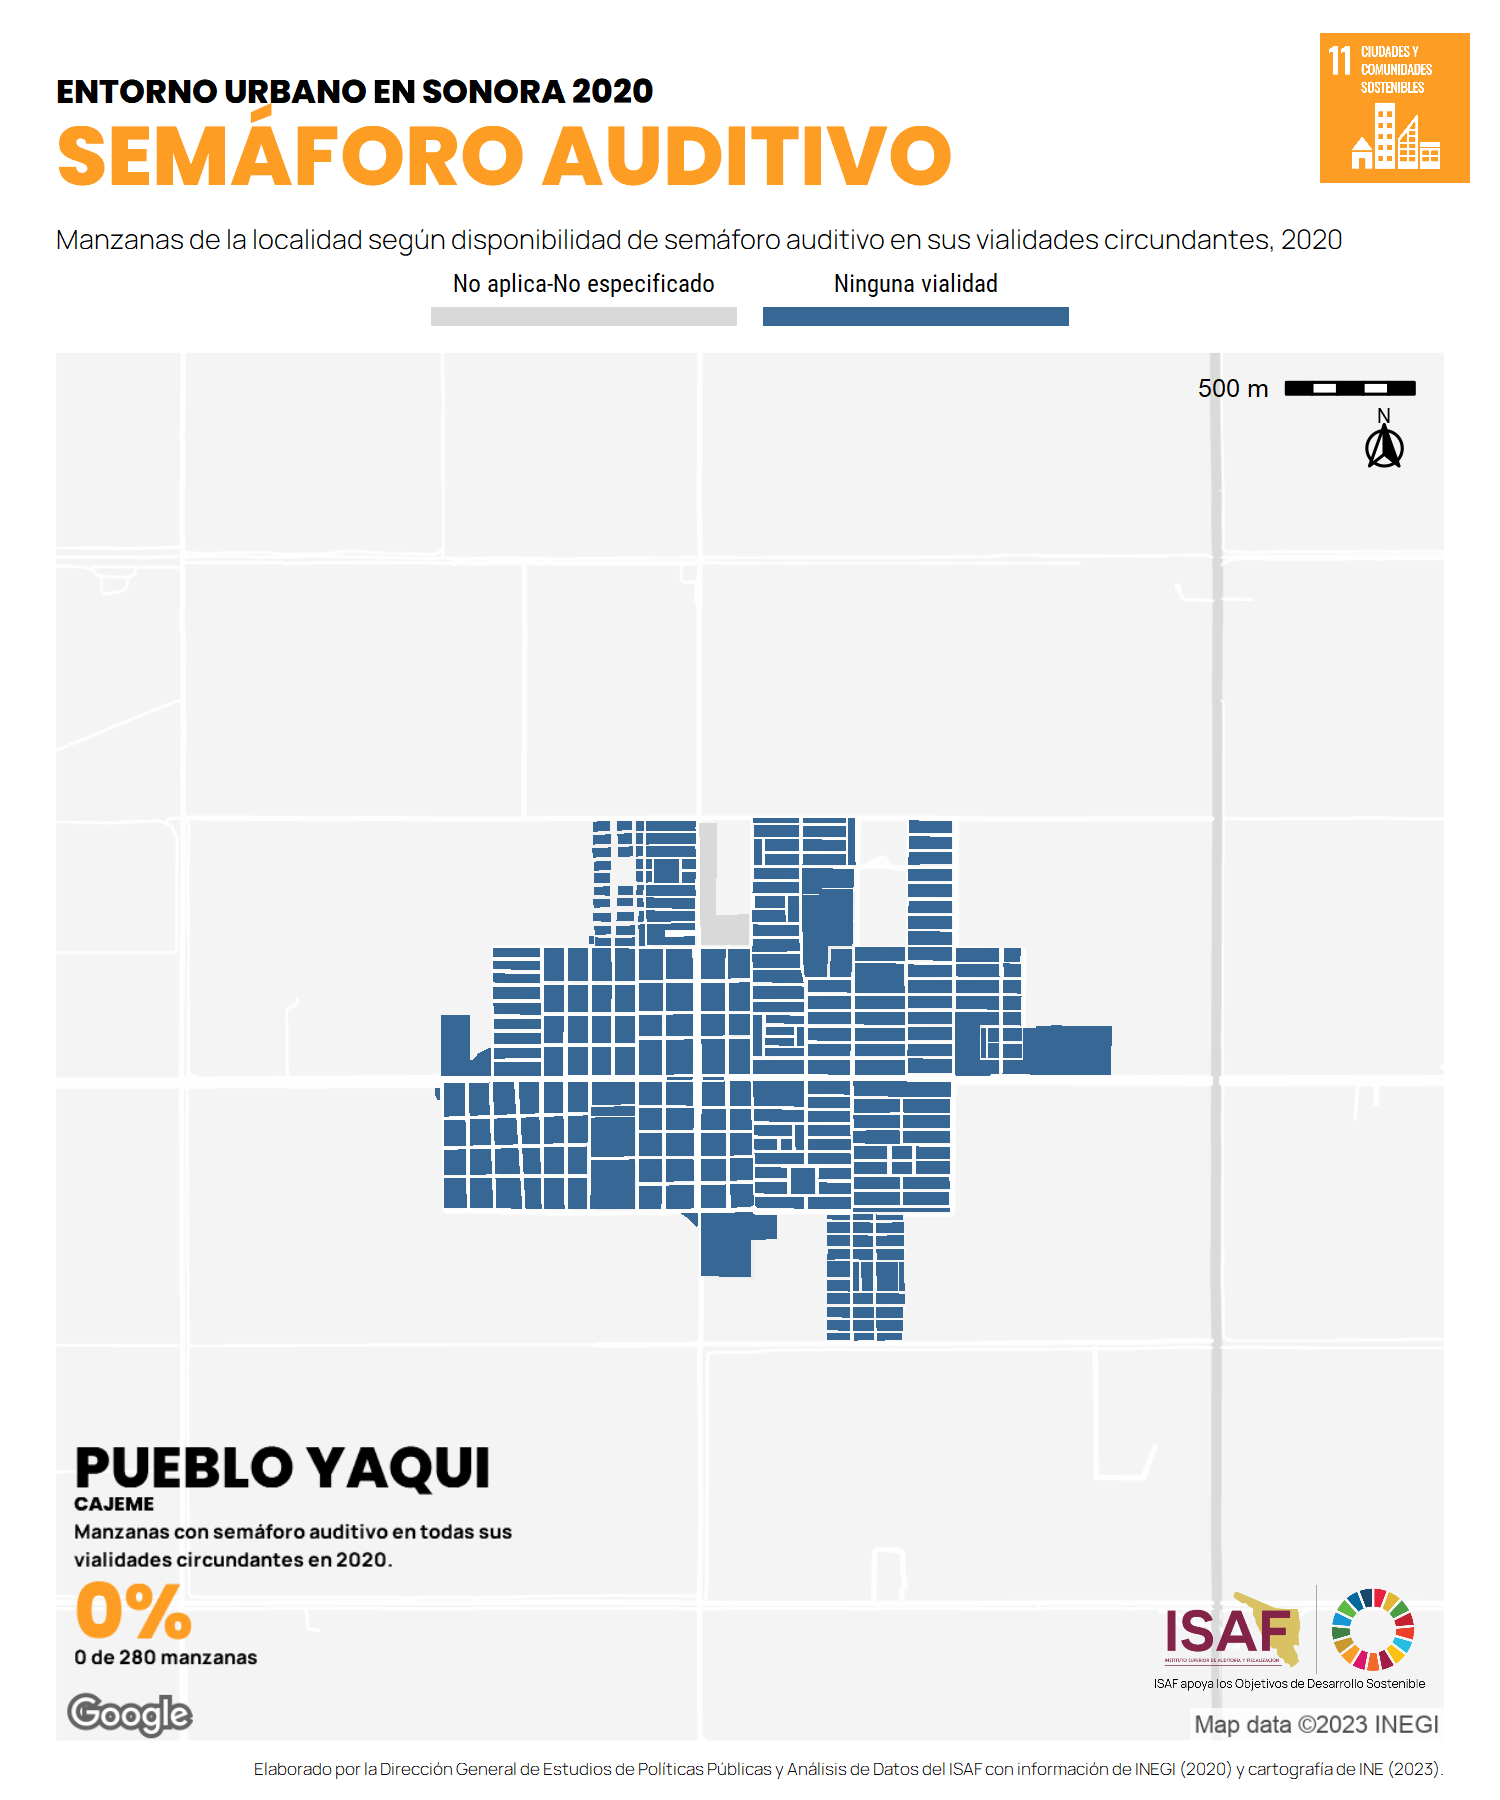 11 CIUDADES Y
COMUNIDADES
SOSTENIBLES
ENTORNO URBANO EN SONORA 2020
SEMÁFORO AUDITIVO
Manzanas de la localidad según disponibilidad de semáforo auditivo en sus vialidades circundantes, 2020
No aplica-No especificado
Ninguna vialidad
500 m
N
PUEBLO YAQUI
CAJEME
Manzanas con semáforo auditivo en todas sus
vialidades circundantes en 2020.
0%
0 de 280 manzanas
ISAF
INSTITUTO SUPERIOR DE AUDITORÍA Y FISCALIZACIÓN
ISAF apoya los Objetivos de Desarrollo Sostenible
Google
Map data ©2023 INEGI
Elaborado por la Dirección General de Estudios de Políticas Públicas y Análisis de Datos del ISAF con información de INEGI (2020) y cartografía de INE (2023).